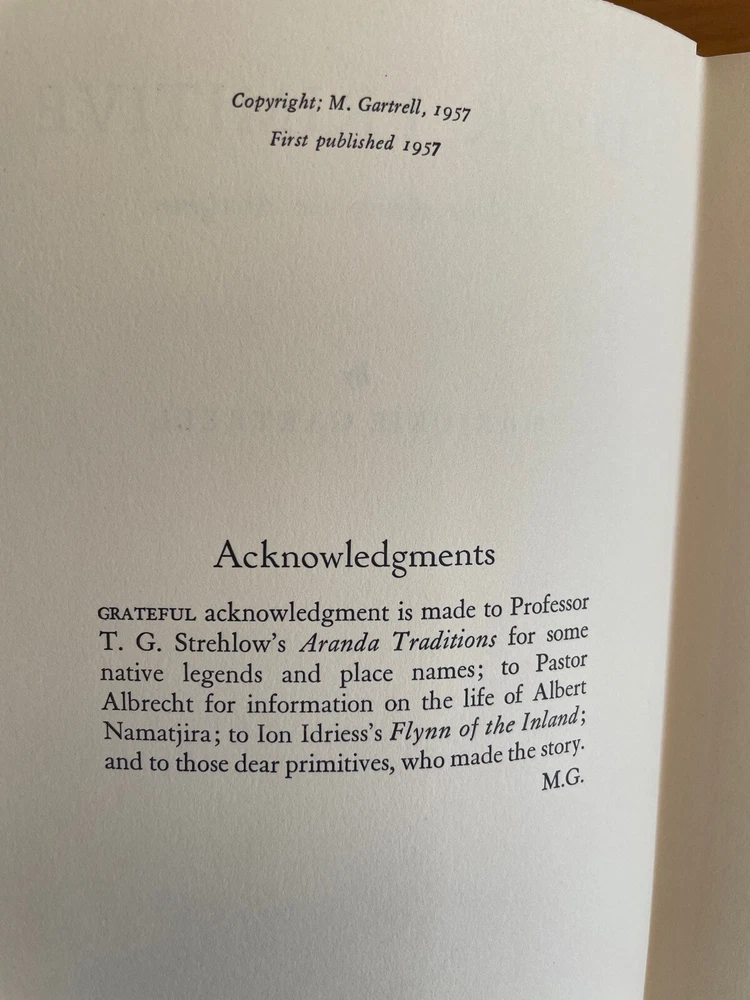 Copyright; M. Gartrell, 1957
First published 1957
Acknowledgments
GRATEFUL acknowledgment is made to Professor
T. G. Strehlow's Aranda Traditions for some
native legends and place names; to Pastor
Albrecht for information on the life of Albert
Namatjira; to Ion Idriess's Flynn of the Inland;
and to those dear primitives, who made the story.
M.G.